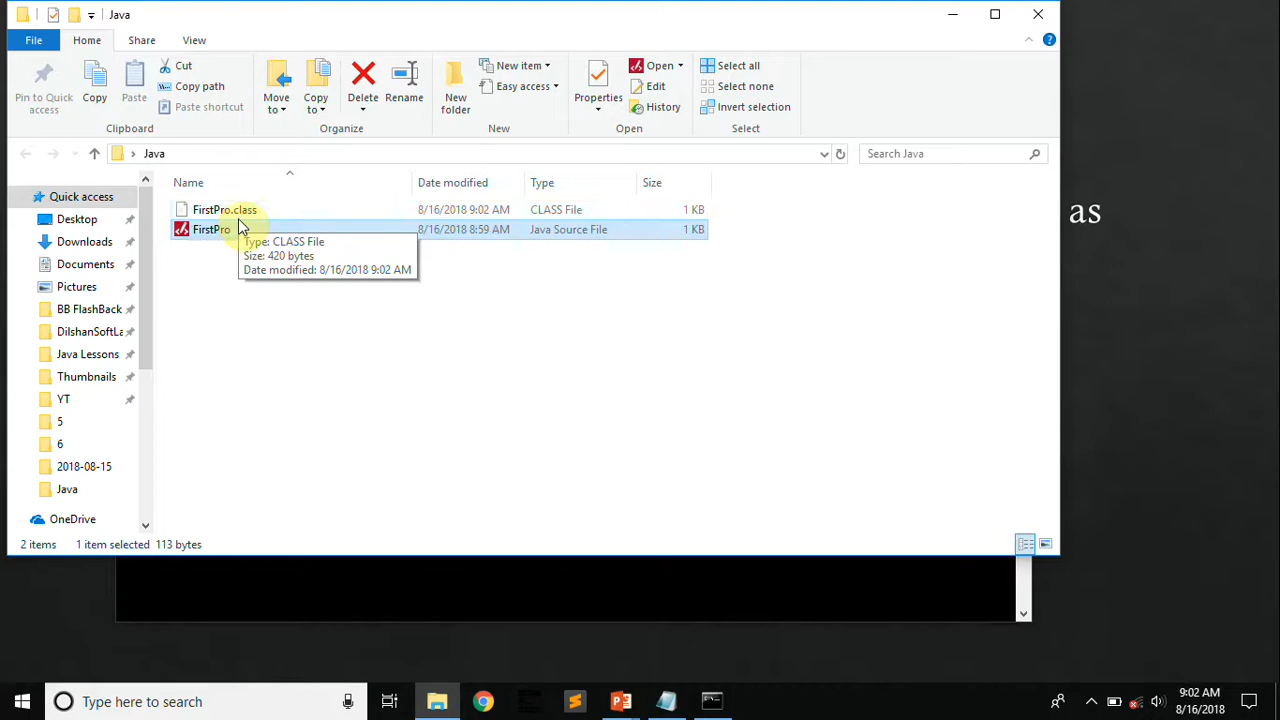 Java
File Home Share View
Pin to Quick access
Copy
Paste
Cut
Copy path
Paste shortcut
Clipboard
Move to
Copy to
Delete
Rename
Organize
New folder
New item
Easy access
New
Properties
Open
Edit
History
Open
Select all
Select none
Invert selection
Select
Java
Search Java
Name Date modified Type Size
FirstPro.class 8/16/2018 9:02 AM CLASS File 1 KB
FirstPro 8/16/2018 8:59 AM Java Source File 1 KB
Type: CLASS File
Size: 420 bytes
Date modified: 8/16/2018 9:02 AM
Quick access
Desktop
Downloads
Documents
Pictures
BB FlashBack
DilshanSoftLa
Java Lessons
Thumbnails
YT
5
6
2018-08-15
Java
OneDrive
2 items 1 item selected 113 bytes
as
Type here to search
9:02 AM
8/16/2018